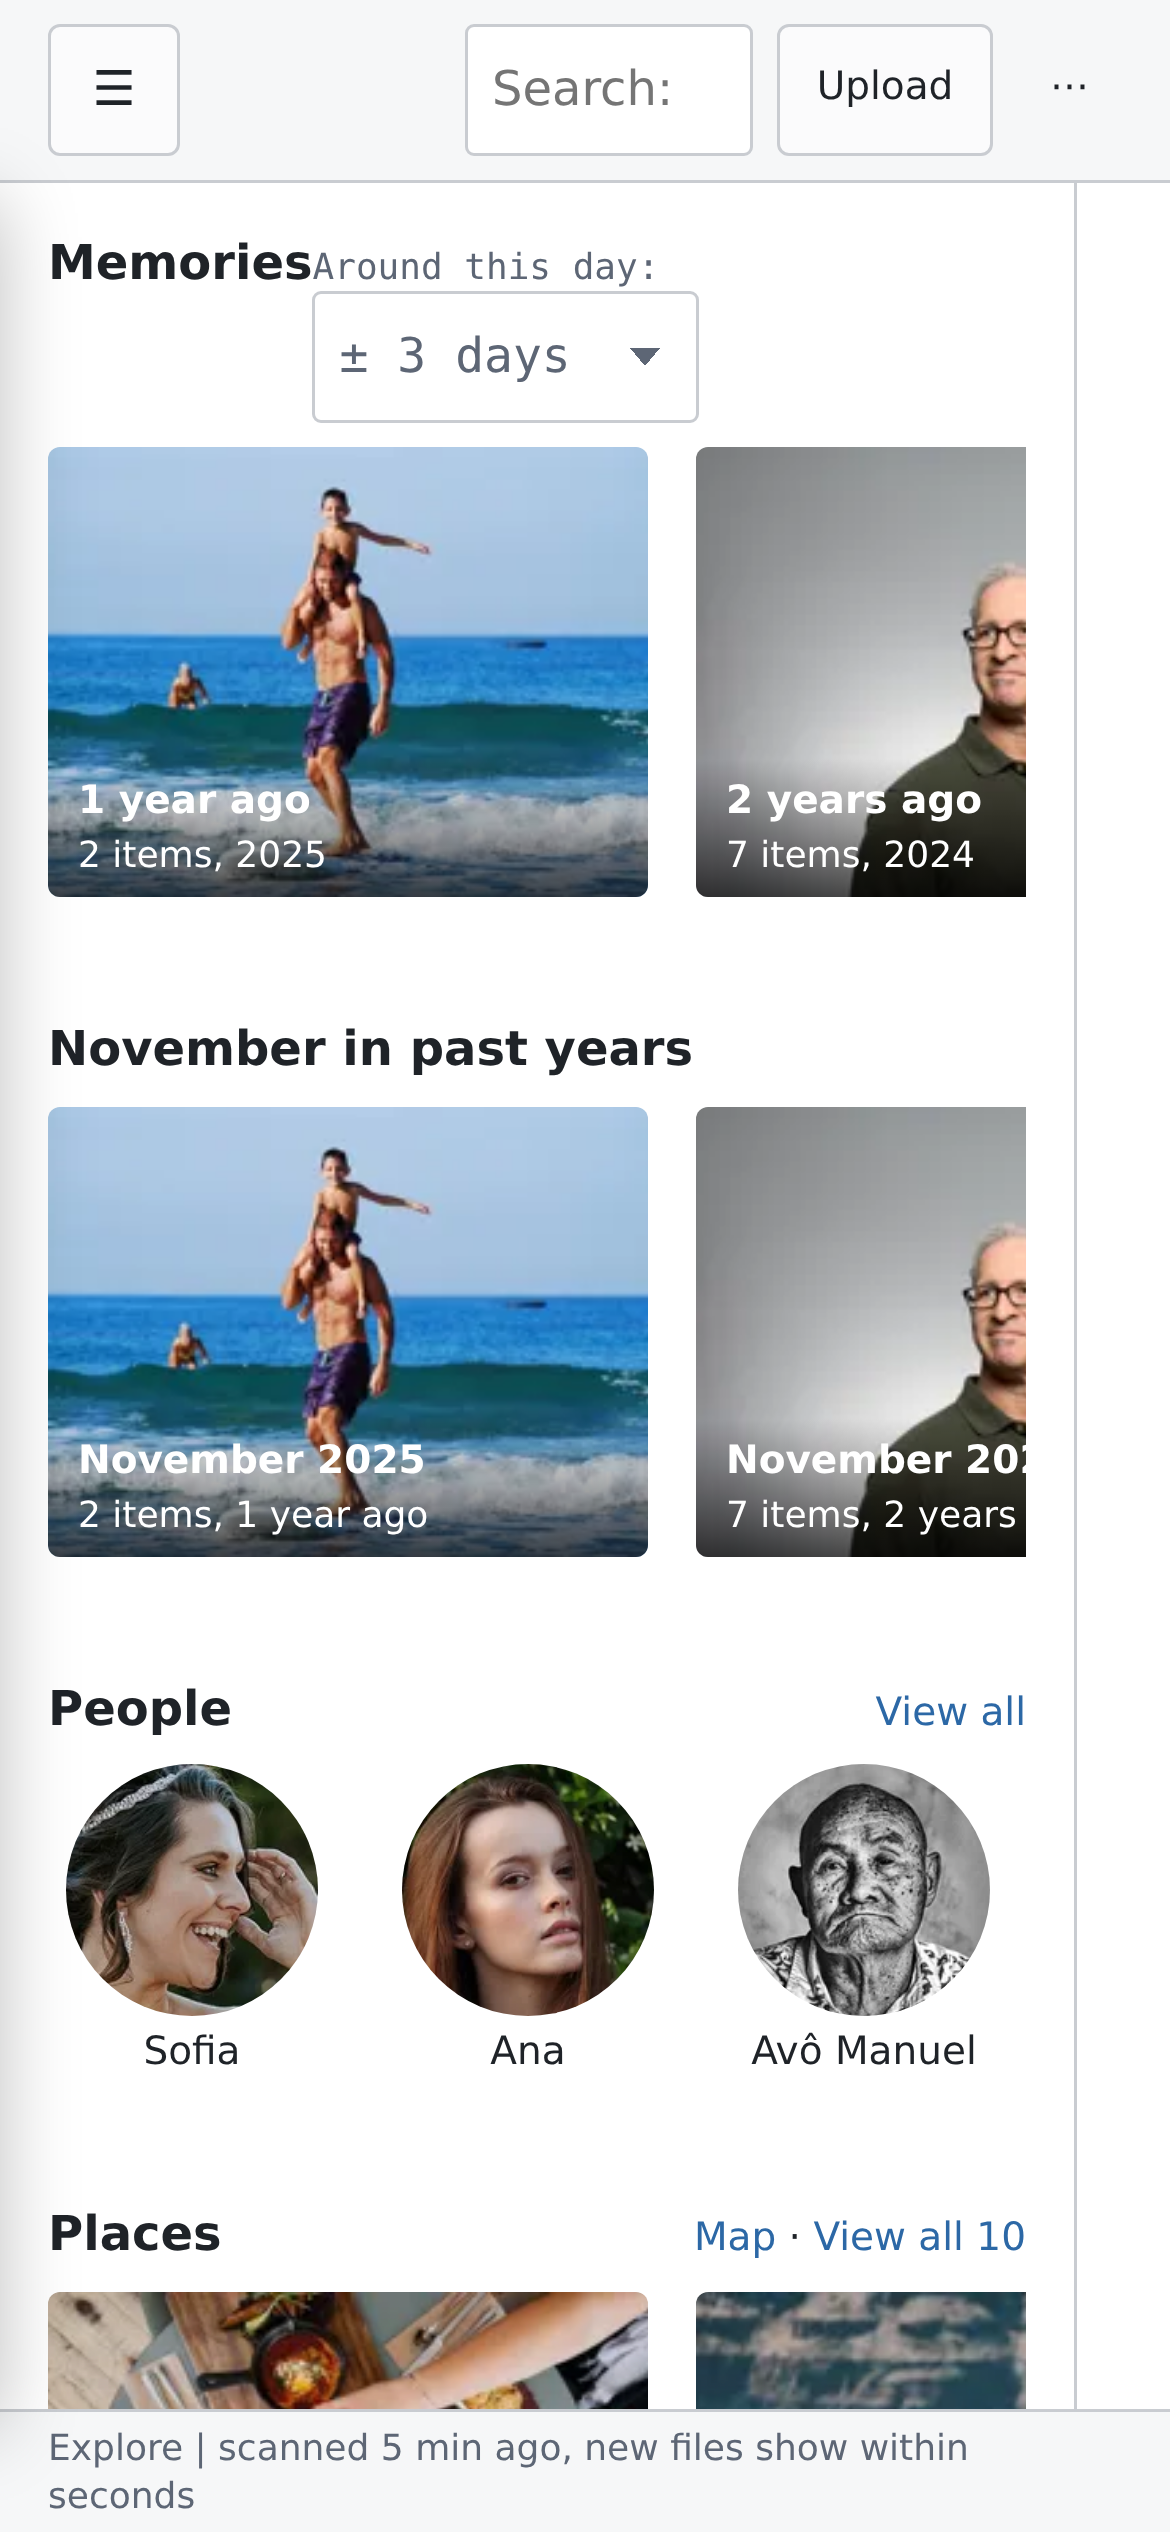 ☰ Search: Upload ...
Memories Around this day:
± 3 days
1 year ago
2 items, 2025
2 years ago
7 items, 2024
November in past years
November 2025
2 items, 1 year ago
November 202
7 items, 2 years
People View all
Sofia
Ana
Avô Manuel
Places Map · View all 10
Explore | scanned 5 min ago, new files show within
seconds